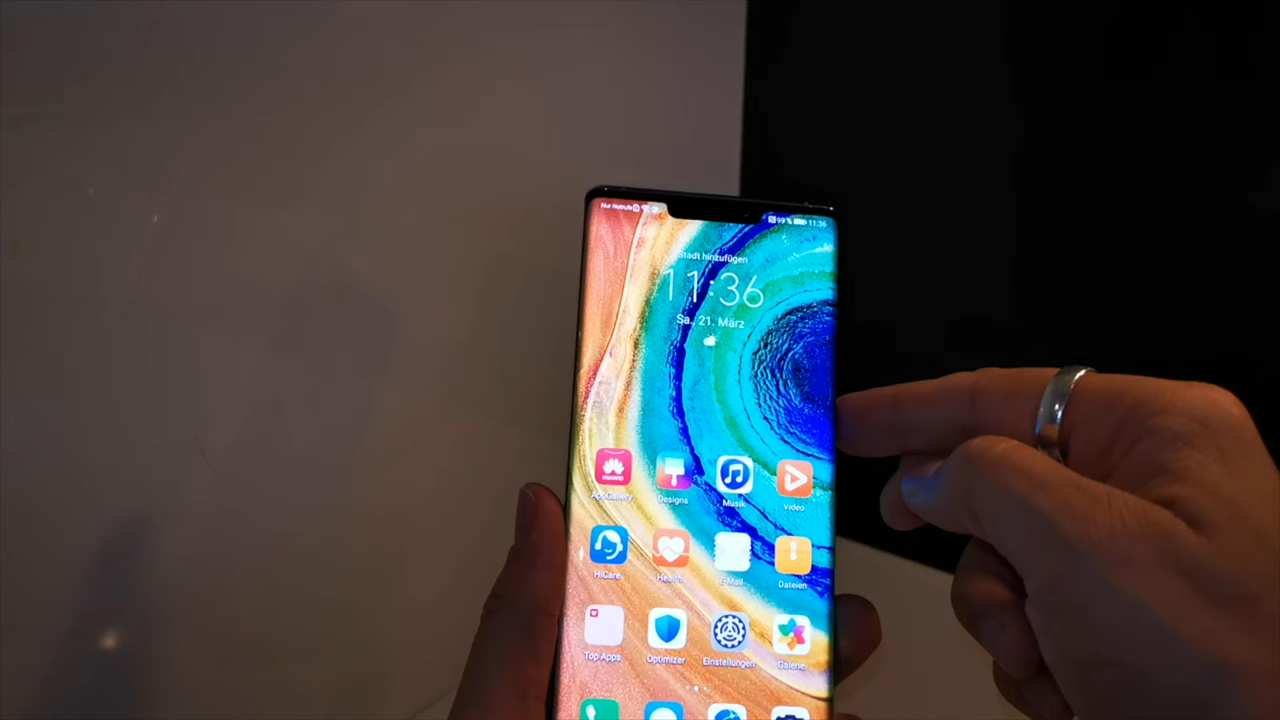 Nur Notrufe
99 % 11:36
Stadt hinzufügen
11:36
Sa., 21. März
HUAWEI
AppGallery Designs Musik Video
HiCare Health E-Mail Dateien
Top Apps Optimizer Einstellungen Galerie